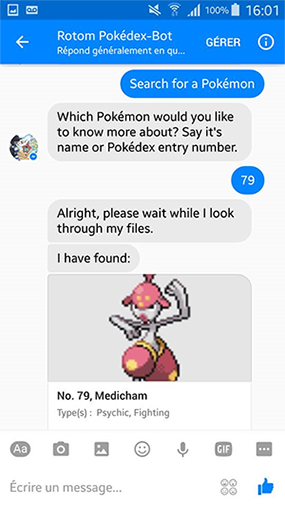 100% 16:01
Rotom Pokédex-Bot
Répond généralement en qu...
GÉRER
Search for a Pokémon
Which Pokémon would you like
to know more about? Say it's
name or Pokédex entry number.
79
Alright, please wait while I look
through my files.
I have found:
No. 79, Medicham
Type(s) : Psychic, Fighting
Aa
GIF
Écrire un message...